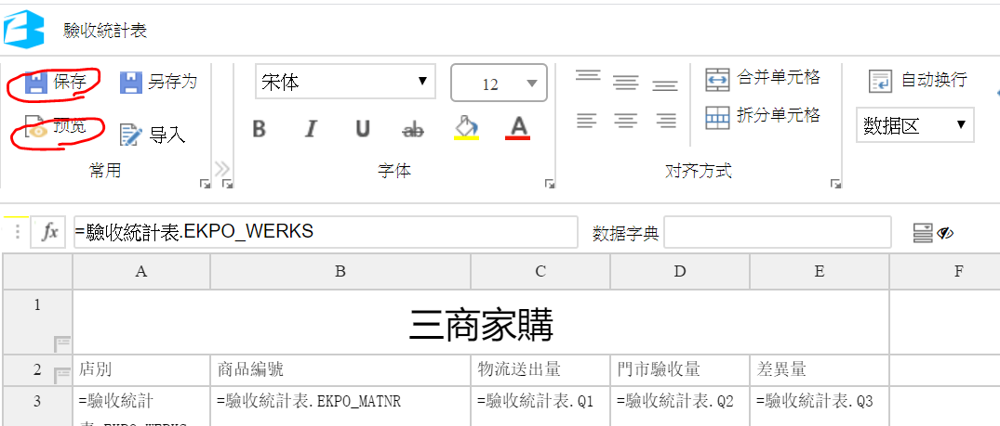 驗收統計表
保存 另存为
预览 导入
常用
宋体 12
B I U ab A
字体
对齐方式
合并单元格
拆分单元格
自动换行
数据区
fx =驗收統計表.EKPO_WERKS 数据字典
A B C D E F
1 三商家購
2 店別 商品編號 物流送出量 門市驗收量 差異量
3 =驗收統計 =驗收統計表.EKPO_MATNR =驗收統計表.Q1 =驗收統計表.Q2 =驗收統計表.Q3
表.EKPO_WERKS